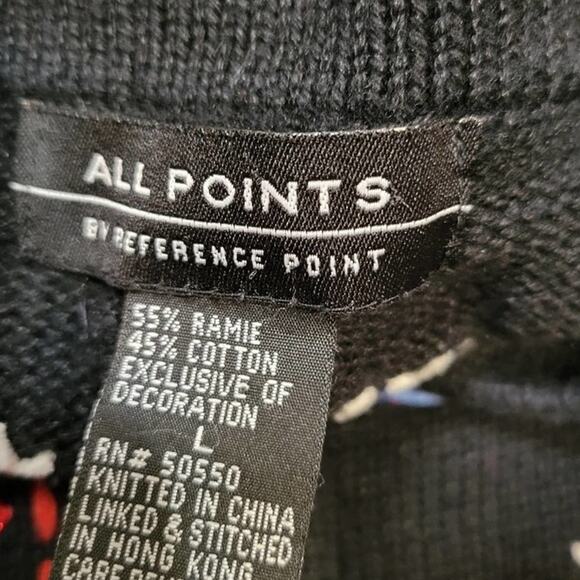 ALL POINTS
BY REFERENCE POINT
55% RAMIE
45% COTTON
EXCLUSIVE OF
DECORATION
L
RN# 50550
KNITTED IN CHINA
LINKED & STITCHED
IN HONG KONG